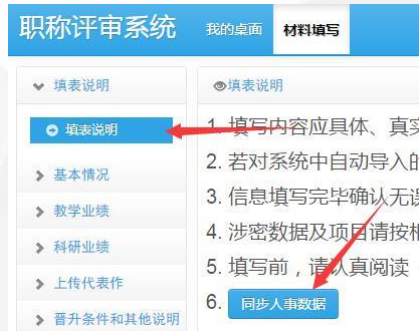 职称评审系统 我的桌面 材料填写
填表说明
填表说明
基本情况
教学业绩
科研业绩
上传代表作
晋升条件和其他说明
填表说明
1. 填写内容应具体、真实
2. 若对系统中自动导入的
3. 信息填写完毕确认无误
4. 涉密数据及项目请按相
5. 填写前，请认真阅读
6. 同步人事数据